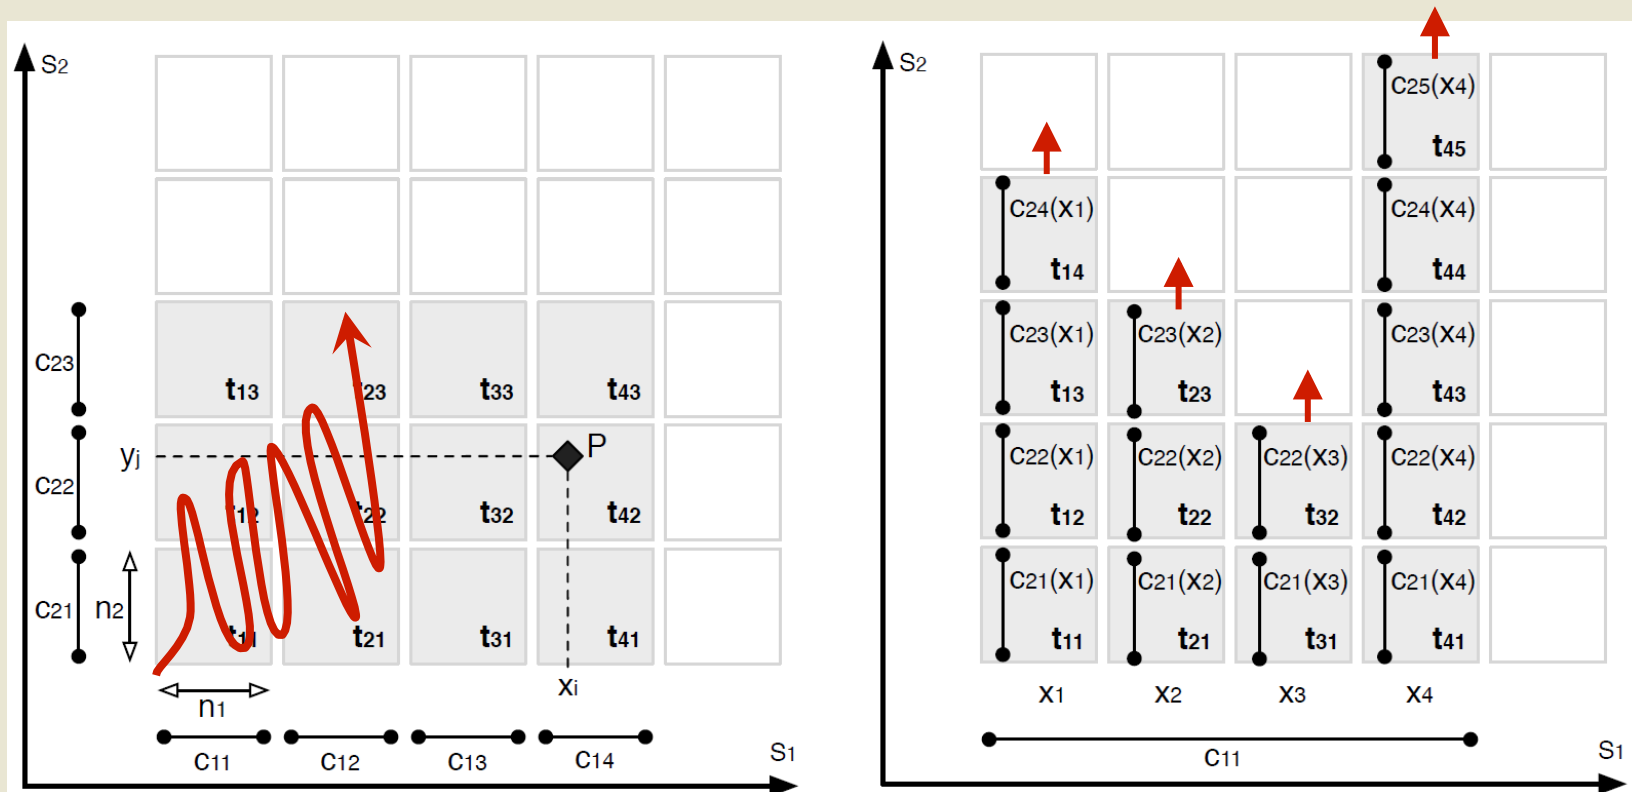 S2
C23
t13 t23 t33 t43
yj P
C22
t12 t22 t32 t42
C21 n2
t11 t21 t31 t41
xi
n1
C11 C12 C13 C14 S1
S2
C25(X4)
t45
C24(X1) C24(X4)
t14 t44
C23(X1) C23(X2) C23(X4)
t13 t23 t43
C22(X1) C22(X2) C22(X3) C22(X4)
t12 t22 t32 t42
C21(X1) C21(X2) C21(X3) C21(X4)
t11 t21 t31 t41
X1 X2 X3 X4
C11 S1